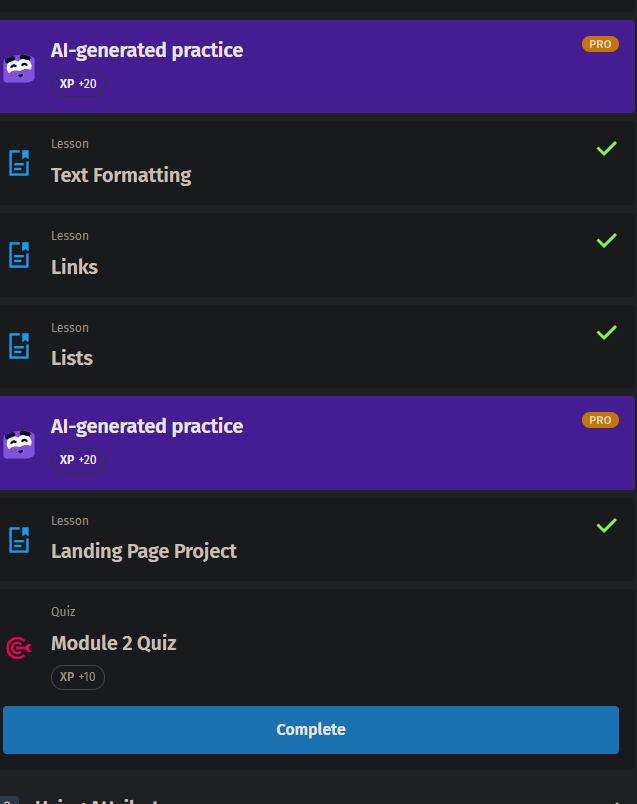 AI-generated practice
PRO
XP +20
Lesson
Text Formatting
Lesson
Links
Lesson
Lists
AI-generated practice
PRO
XP +20
Lesson
Landing Page Project
Quiz
Module 2 Quiz
XP +10
Complete